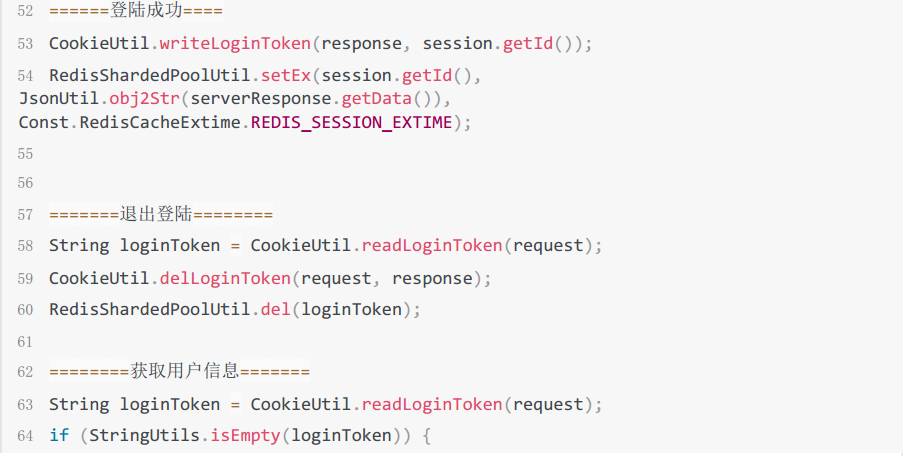 52 ======登陆成功====
53 CookieUtil.writeLoginToken(response, session.getId());
54 RedisShardedPoolUtil.setEx(session.getId(),
JsonUtil.obj2Str(serverResponse.getData()),
Const.RedisCacheExtime.REDIS_SESSION_EXTIME);
55
56
57 =======退出登陆========
58 String loginToken = CookieUtil.readLoginToken(request);
59 CookieUtil.delLoginToken(request, response);
60 RedisShardedPoolUtil.del(loginToken);
61
62 ========获取用户信息=======
63 String loginToken = CookieUtil.readLoginToken(request);
64 if (StringUtils.isEmpty(loginToken)) {